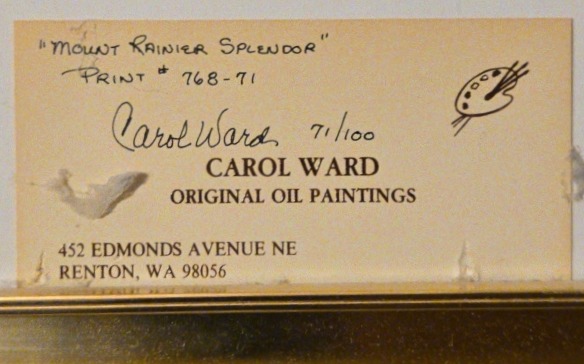 "MOUNT RAINIER SPLENDOR"
PRINT # 768-71
Carol Ward 71/100
CAROL WARD
ORIGINAL OIL PAINTINGS
452 EDMONDS AVENUE NE
RENTON, WA 98056